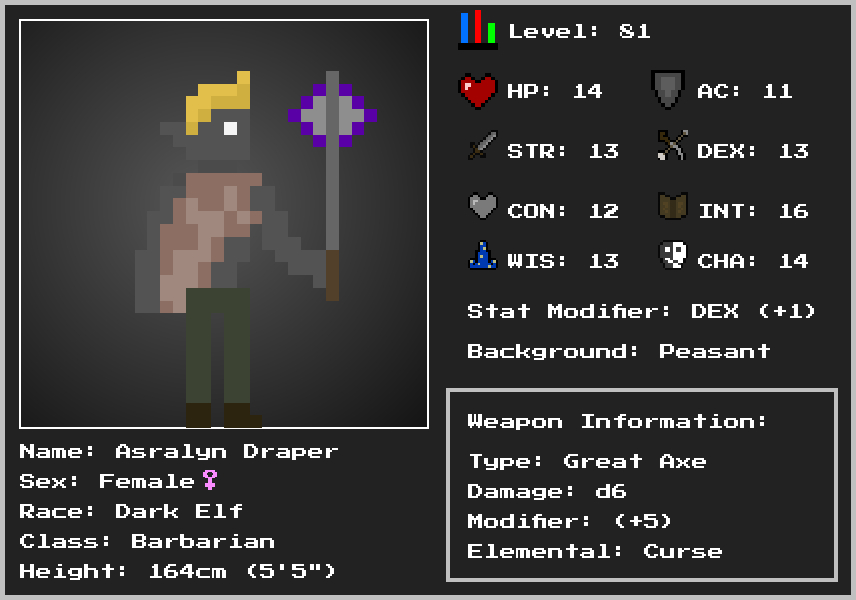 Level: 81
HP: 14
AC: 11
STR: 13
DEX: 13
CON: 12
INT: 16
WIS: 13
CHA: 14
Stat Modifier: DEX (+1)
Background: Peasant
Name: Asralyn Draper
Sex: Female♀
Race: Dark Elf
Class: Barbarian
Height: 164cm (5'5")
Weapon Information:
Type: Great Axe
Damage: d6
Modifier: (+5)
Elemental: Curse